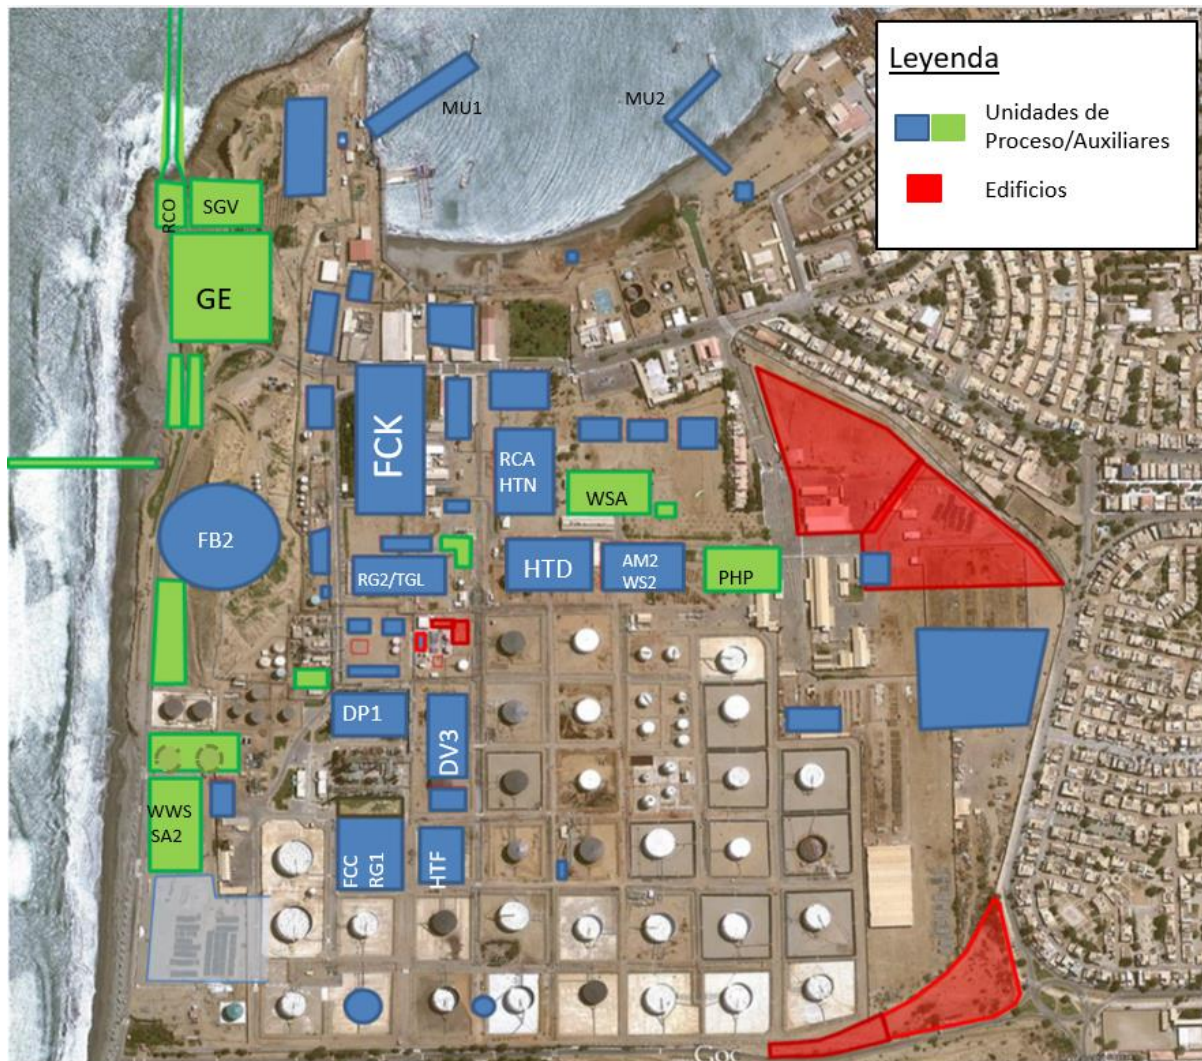 Leyenda
Unidades de
Proceso/Auxiliares
Edificios
MU1
MU2
RCO
SGV
GE
FCK
RCA
HTN
WSA
FB2
RG2/TGL
HTD
AM2
WS2
PHP
DP1
DV3
WWS
SA2
FCC
RG1
HTF
Goo